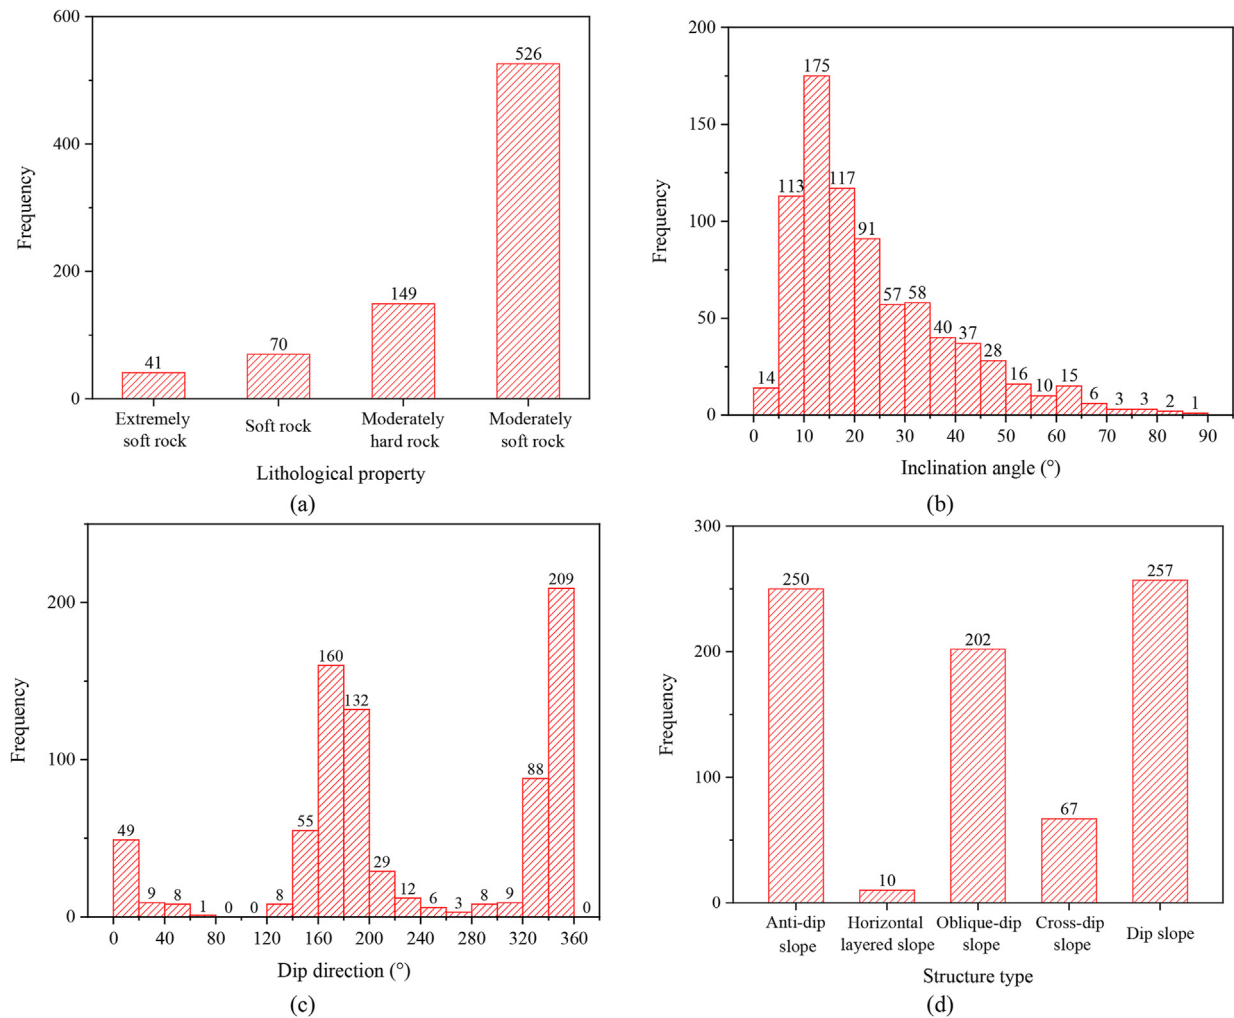 600
400
200
0
Frequency
41
70
149
526
Extremely
soft rock
Soft rock
Moderately
hard rock
Moderately
soft rock
Lithological property
(a)
200
150
100
50
0
Frequency
14
113
175
117
91
57
58
40
37
28
16
10
15
6
3
3
2
1
0 10 20 30 40 50 60 70 80 90
Inclination angle (°)
(b)
200
100
0
Frequency
49
9
8
1
0
0
8
55
160
132
29
12
6
3
8
9
88
209
0
0 40 80 120 160 200 240 280 320 360
Dip direction (°)
(c)
300
200
100
0
Frequency
250
10
202
67
257
Anti-dip
slope
Horizontal
layered slope
Oblique-dip
slope
Cross-dip
slope
Dip slope
Structure type
(d)